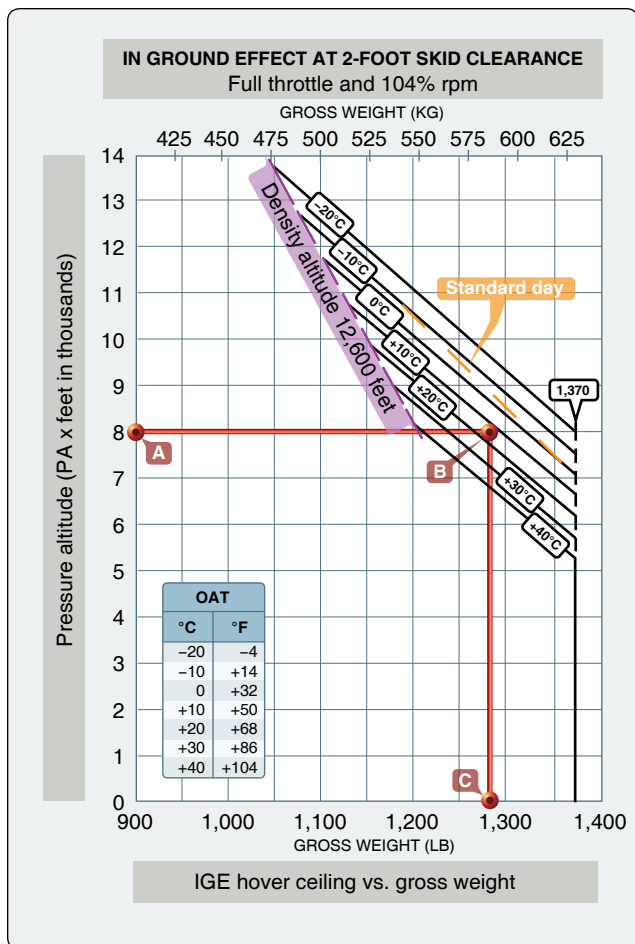 IN GROUND EFFECT AT 2-FOOT SKID CLEARANCE
Full throttle and 104% rpm
GROSS WEIGHT (KG)
425 450 475 500 525 550 575 600 625
Pressure altitude (PA x feet in thousands)
14
13
12
11
10
9
8
7
6
5
4
3
2
1
0
Density altitude 12,600 feet
–20°C
–10°C
0°C
+10°C
+20°C
+30°C
+40°C
Standard day
1,370
A
B
C
OAT
°C °F
–20 –4
–10 +14
0 +32
+10 +50
+20 +68
+30 +86
+40 +104
900 1,000 1,100 1,200 1,300 1,400
GROSS WEIGHT (LB)
IGE hover ceiling vs. gross weight